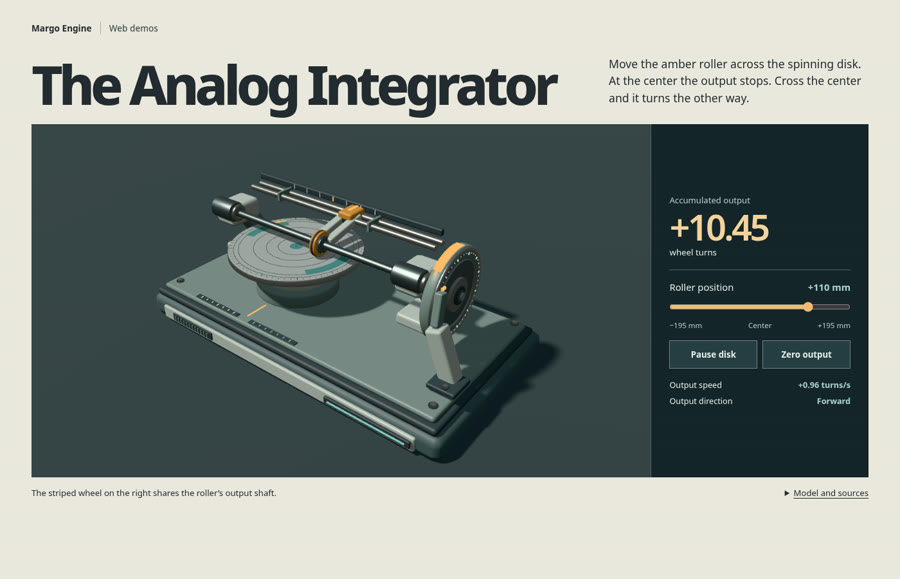 Margo Engine
Web demos
The Analog Integrator
Move the amber roller across the spinning disk.
At the center the output stops. Cross the center
and it turns the other way.
Accumulated output
+10.45
wheel turns
Roller position
+110 mm
−195 mm
Center
+195 mm
Pause disk
Zero output
Output speed
+0.96 turns/s
Output direction
Forward
The striped wheel on the right shares the roller’s output shaft.
Model and sources